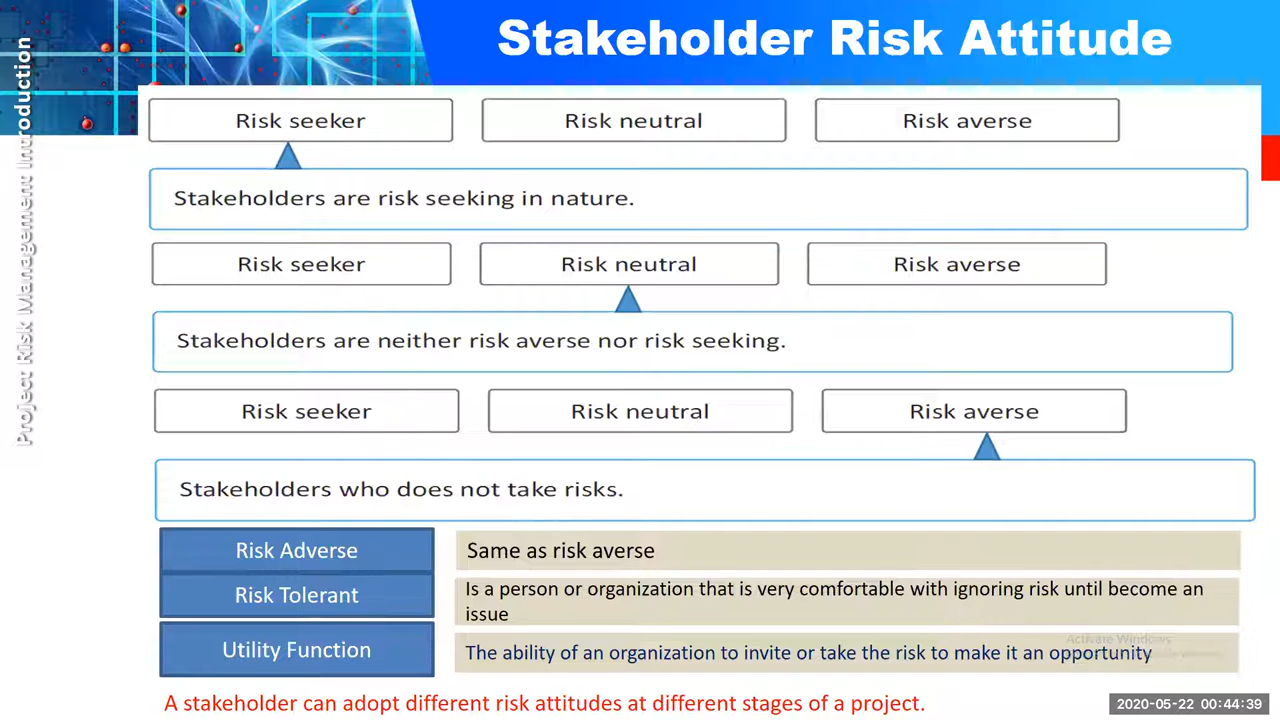 Stakeholder Risk Attitude
Project Risk Management Introduction
Risk seeker
Risk neutral
Risk averse
Stakeholders are risk seeking in nature.
Risk seeker
Risk neutral
Risk averse
Stakeholders are neither risk averse nor risk seeking.
Risk seeker
Risk neutral
Risk averse
Stakeholders who does not take risks.
Risk Adverse
Same as risk averse
Risk Tolerant
Is a person or organization that is very comfortable with ignoring risk until become an
issue
Utility Function
Activate Windows
The ability of an organization to invite or take the risk to make it an opportunity
A stakeholder can adopt different risk attitudes at different stages of a project.
2020-05-22 00:44:39